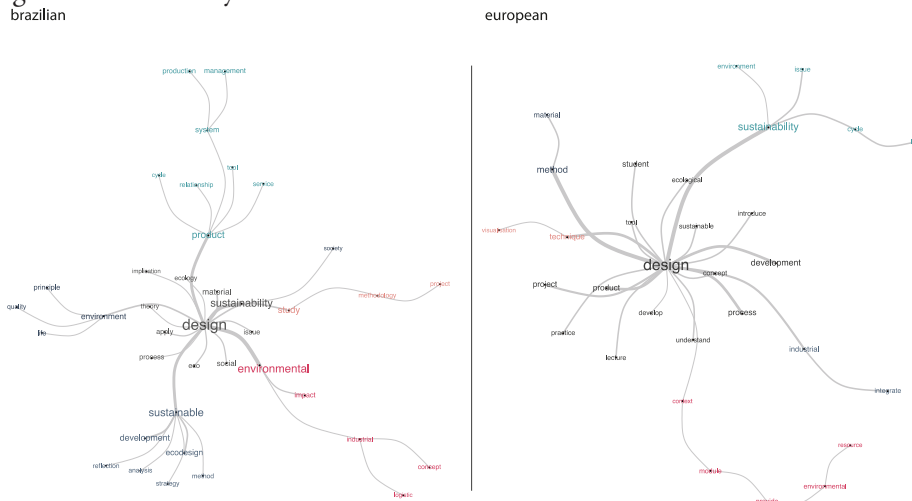 brazilian
production
management
system
tool
cycle
relationship
service
product
society
implication
ecology
project
principle
material
methodology
sustainability
quality
theory
study
environment
design
life
apply
issue
process
eco
social
environmental
impact
sustainable
development
industrial
ecodesign
reflection
analysis
method
concept
strategy
logistic
european
environment
issue
material
sustainability
cycle
student
method
ecological
introduce
tool
sustainable
visualisation
technique
design
development
concept
project
product
develop
process
practice
understand
lecture
industrial
integrate
context
resource
module
environmental